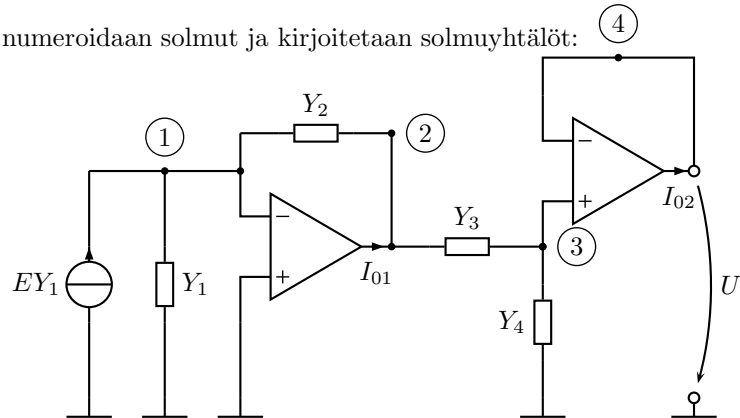 numeroidaan solmut ja kirjoitetaan solmuyhtälöt:
4
Y₂
1
2
−
+
I₀₂
−
+
I₀₁
Y₃
3
EY₁
Y₁
Y₄
U